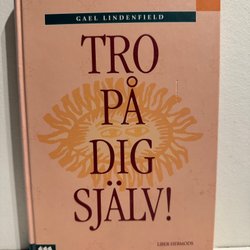 GAEL LINDENFIELD
TRO
PÅ
DIG
SJÄLV!
LIBER-HERMODS